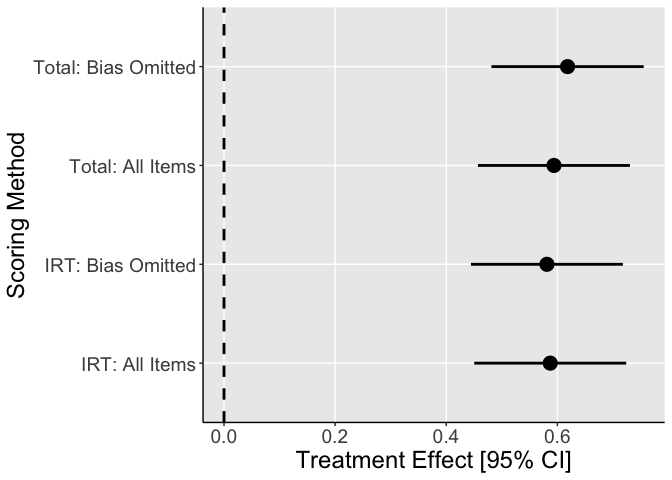 Scoring Method
Total: Bias Omitted
Total: All Items
IRT: Bias Omitted
IRT: All Items
0.0 0.2 0.4 0.6
Treatment Effect [95% CI]